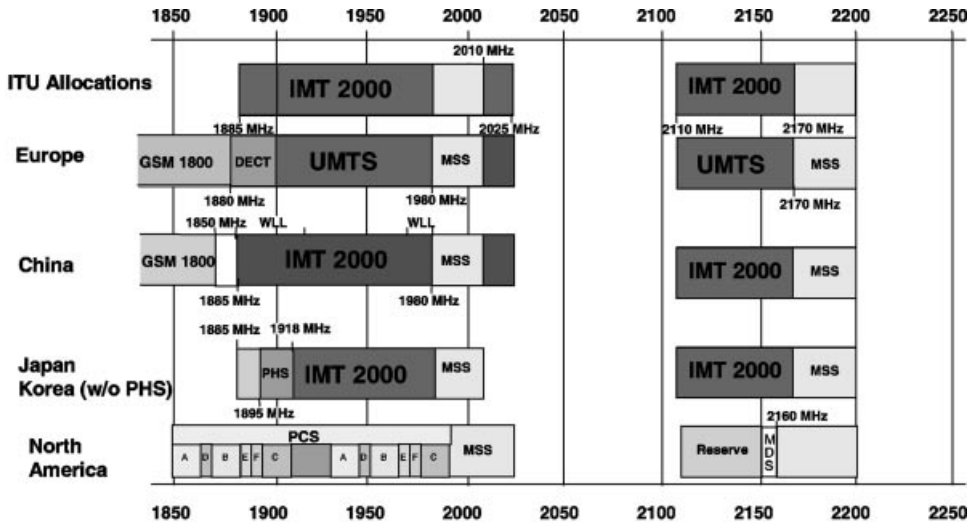 1850 1900 1950 2000 2050 2100 2150 2200 2250
2010 MHz
ITU Allocations IMT 2000 IMT 2000
1885 MHz 2025 MHz 2110 MHz 2170 MHz
Europe GSM 1800 DECT UMTS MSS UMTS MSS
1880 MHz 1980 MHz 2170 MHz
1850 MHz WLL WLL
China GSM 1800 IMT 2000 MSS IMT 2000 MSS
1885 MHz 1980 MHz
1885 MHz 1918 MHz
Japan
Korea (w/o PHS) PHS IMT 2000 MSS IMT 2000 MSS
1895 MHz 2160 MHz
North
America PCS MSS Reserve MDS
A D B E F C A D B E F C
1850 1900 1950 2000 2050 2100 2150 2200 2250